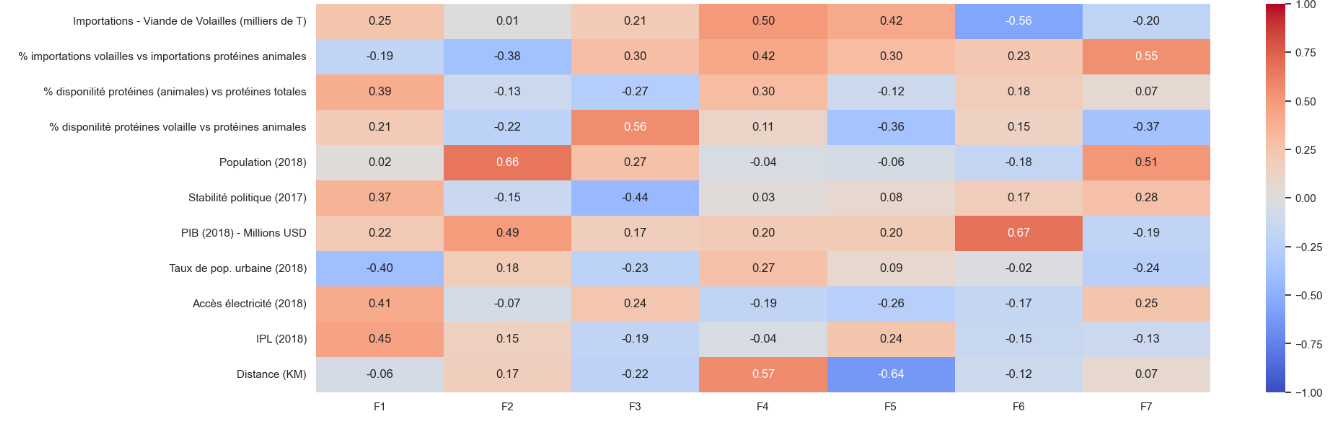 Importations - Viande de Volailles (milliers de T) 0.25 0.01 0.21 0.50 0.42 -0.56 -0.20
% importations volailles vs importations protéines animales -0.19 -0.38 0.30 0.42 0.30 0.23 0.55
% disponilité protéines (animales) vs protéines totales 0.39 -0.13 -0.27 0.30 -0.12 0.18 0.07
% disponilité protéines volaille vs protéines animales 0.21 -0.22 0.56 0.11 -0.36 0.15 -0.37
Population (2018) 0.02 0.66 0.27 -0.04 -0.06 -0.18 0.51
Stabilité politique (2017) 0.37 -0.15 -0.44 0.03 0.08 0.17 0.28
PIB (2018) - Millions USD 0.22 0.49 0.17 0.20 0.20 0.67 -0.19
Taux de pop. urbaine (2018) -0.40 0.18 -0.23 0.27 0.09 -0.02 -0.24
Accès électricité (2018) 0.41 -0.07 0.24 -0.19 -0.26 -0.17 0.25
IPL (2018) 0.45 0.15 -0.19 -0.04 0.24 -0.15 -0.13
Distance (KM) -0.06 0.17 -0.22 0.57 -0.64 -0.12 0.07
F1 F2 F3 F4 F5 F6 F7
1.00
0.75
0.50
0.25
0.00
−0.25
−0.50
−0.75
−1.00